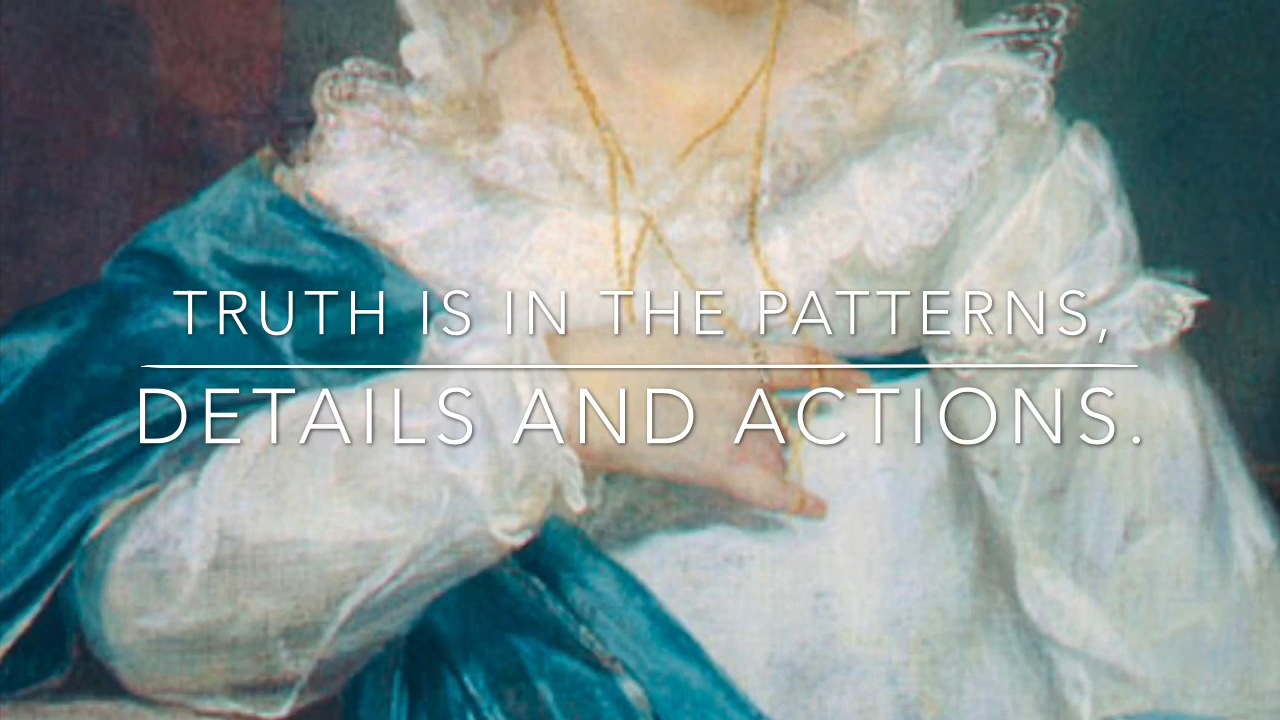 TRUTH IS IN THE PATTERNS,
DETAILS AND ACTIONS.